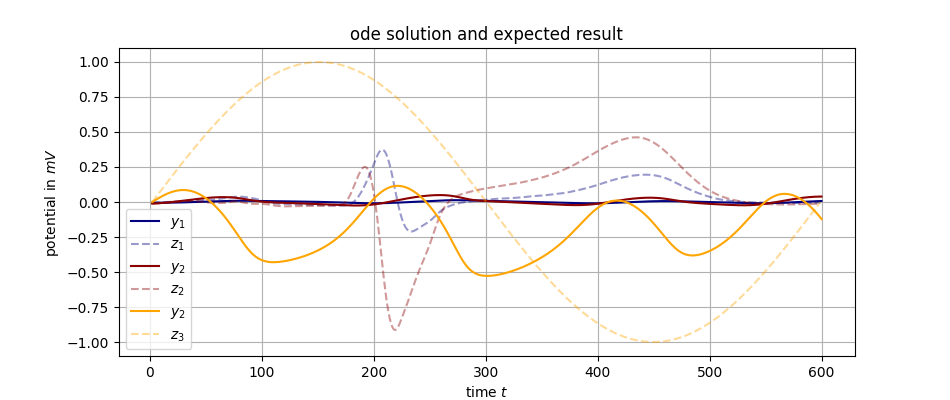 ode solution and expected result
potential in mV
1.00
0.75
0.50
0.25
0.00
−0.25
−0.50
−0.75
−1.00
y₁
z₁
y₂
z₂
y₂
z₃
0 100 200 300 400 500 600
time t